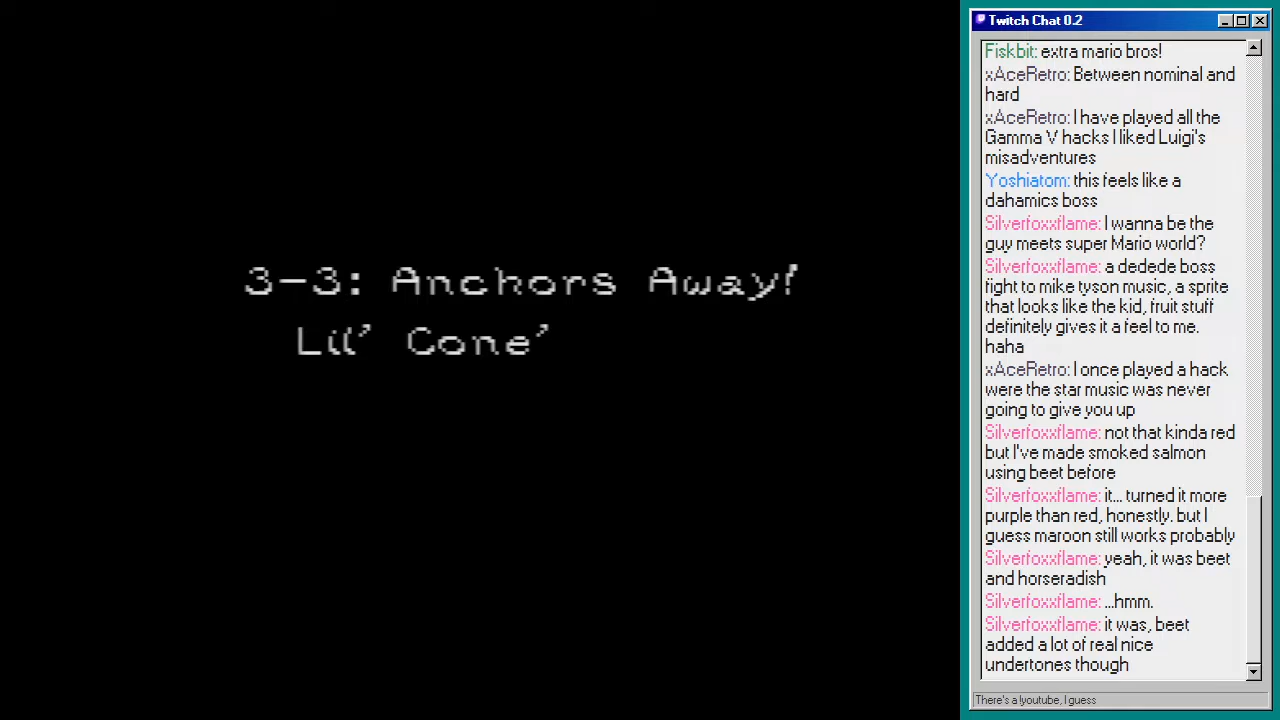 3-3: Anchors Away!
Lil' Cone'
Twitch Chat 0.2
Fiskbit: extra mario bros!
xAceRetro: Between nominal and
hard
xAceRetro: I have played all the
Gamma V hacks I liked Luigi's
misadventures
Yoshiatom: this feels like a
dahamics boss
Silverfoxxflame: I wanna be the
guy meets super Mario world?
Silverfoxxflame: a dedede boss
fight to mike tyson music, a sprite
that looks like the kid, fruit stuff
definitely gives it a feel to me.
haha
xAceRetro: I once played a hack
were the star music was never
going to give you up
Silverfoxxflame: not that kinda red
but I've made smoked salmon
using beet before
Silverfoxxflame: it... turned it more
purple than red, honestly. but I
guess maroon still works probably
Silverfoxxflame: yeah, it was beet
and horseradish
Silverfoxxflame: ...hmm.
Silverfoxxflame: it was, beet
added a lot of real nice
undertones though
There's a !youtube, I guess